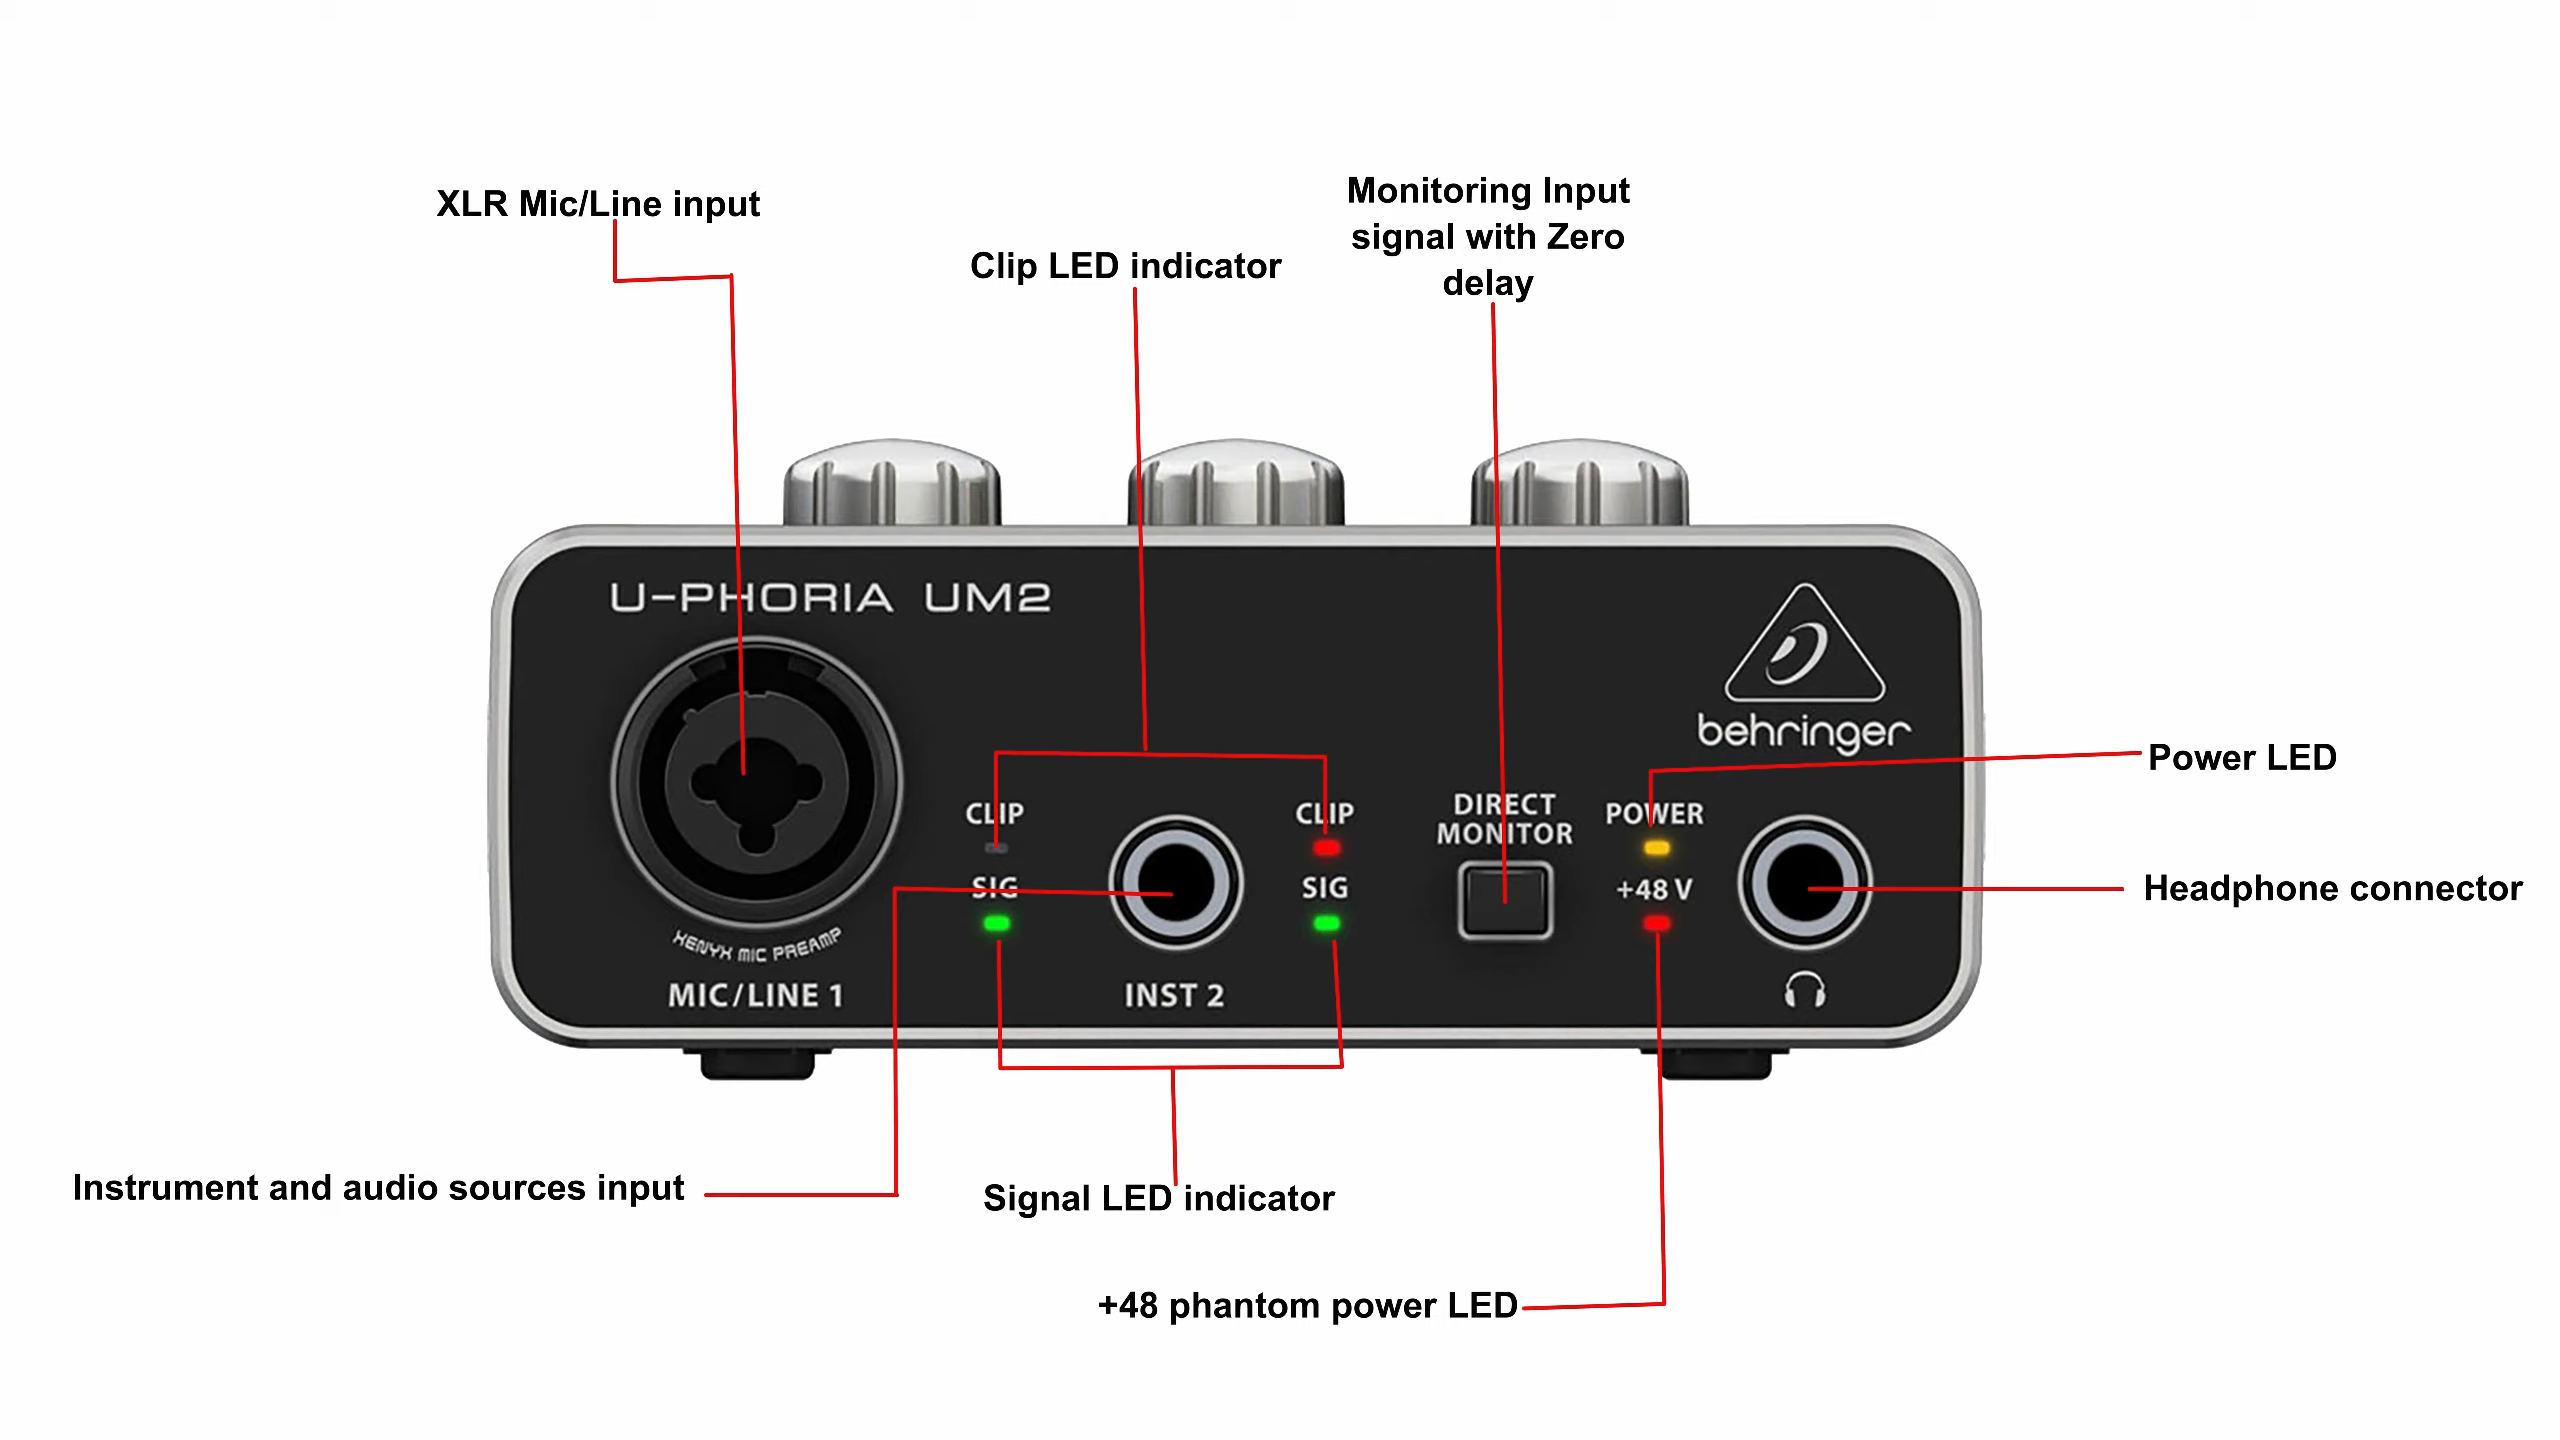 XLR Mic/Line input
Clip LED indicator
Monitoring Input
signal with Zero
delay
U-PHORIA UM2
behringer
Power LED
CLIP
CLIP
DIRECT
MONITOR
POWER
SIG
SIG
+48 V
Headphone connector
XENYX MIC PREAMP
MIC/LINE 1
INST 2
Instrument and audio sources input
Signal LED indicator
+48 phantom power LED